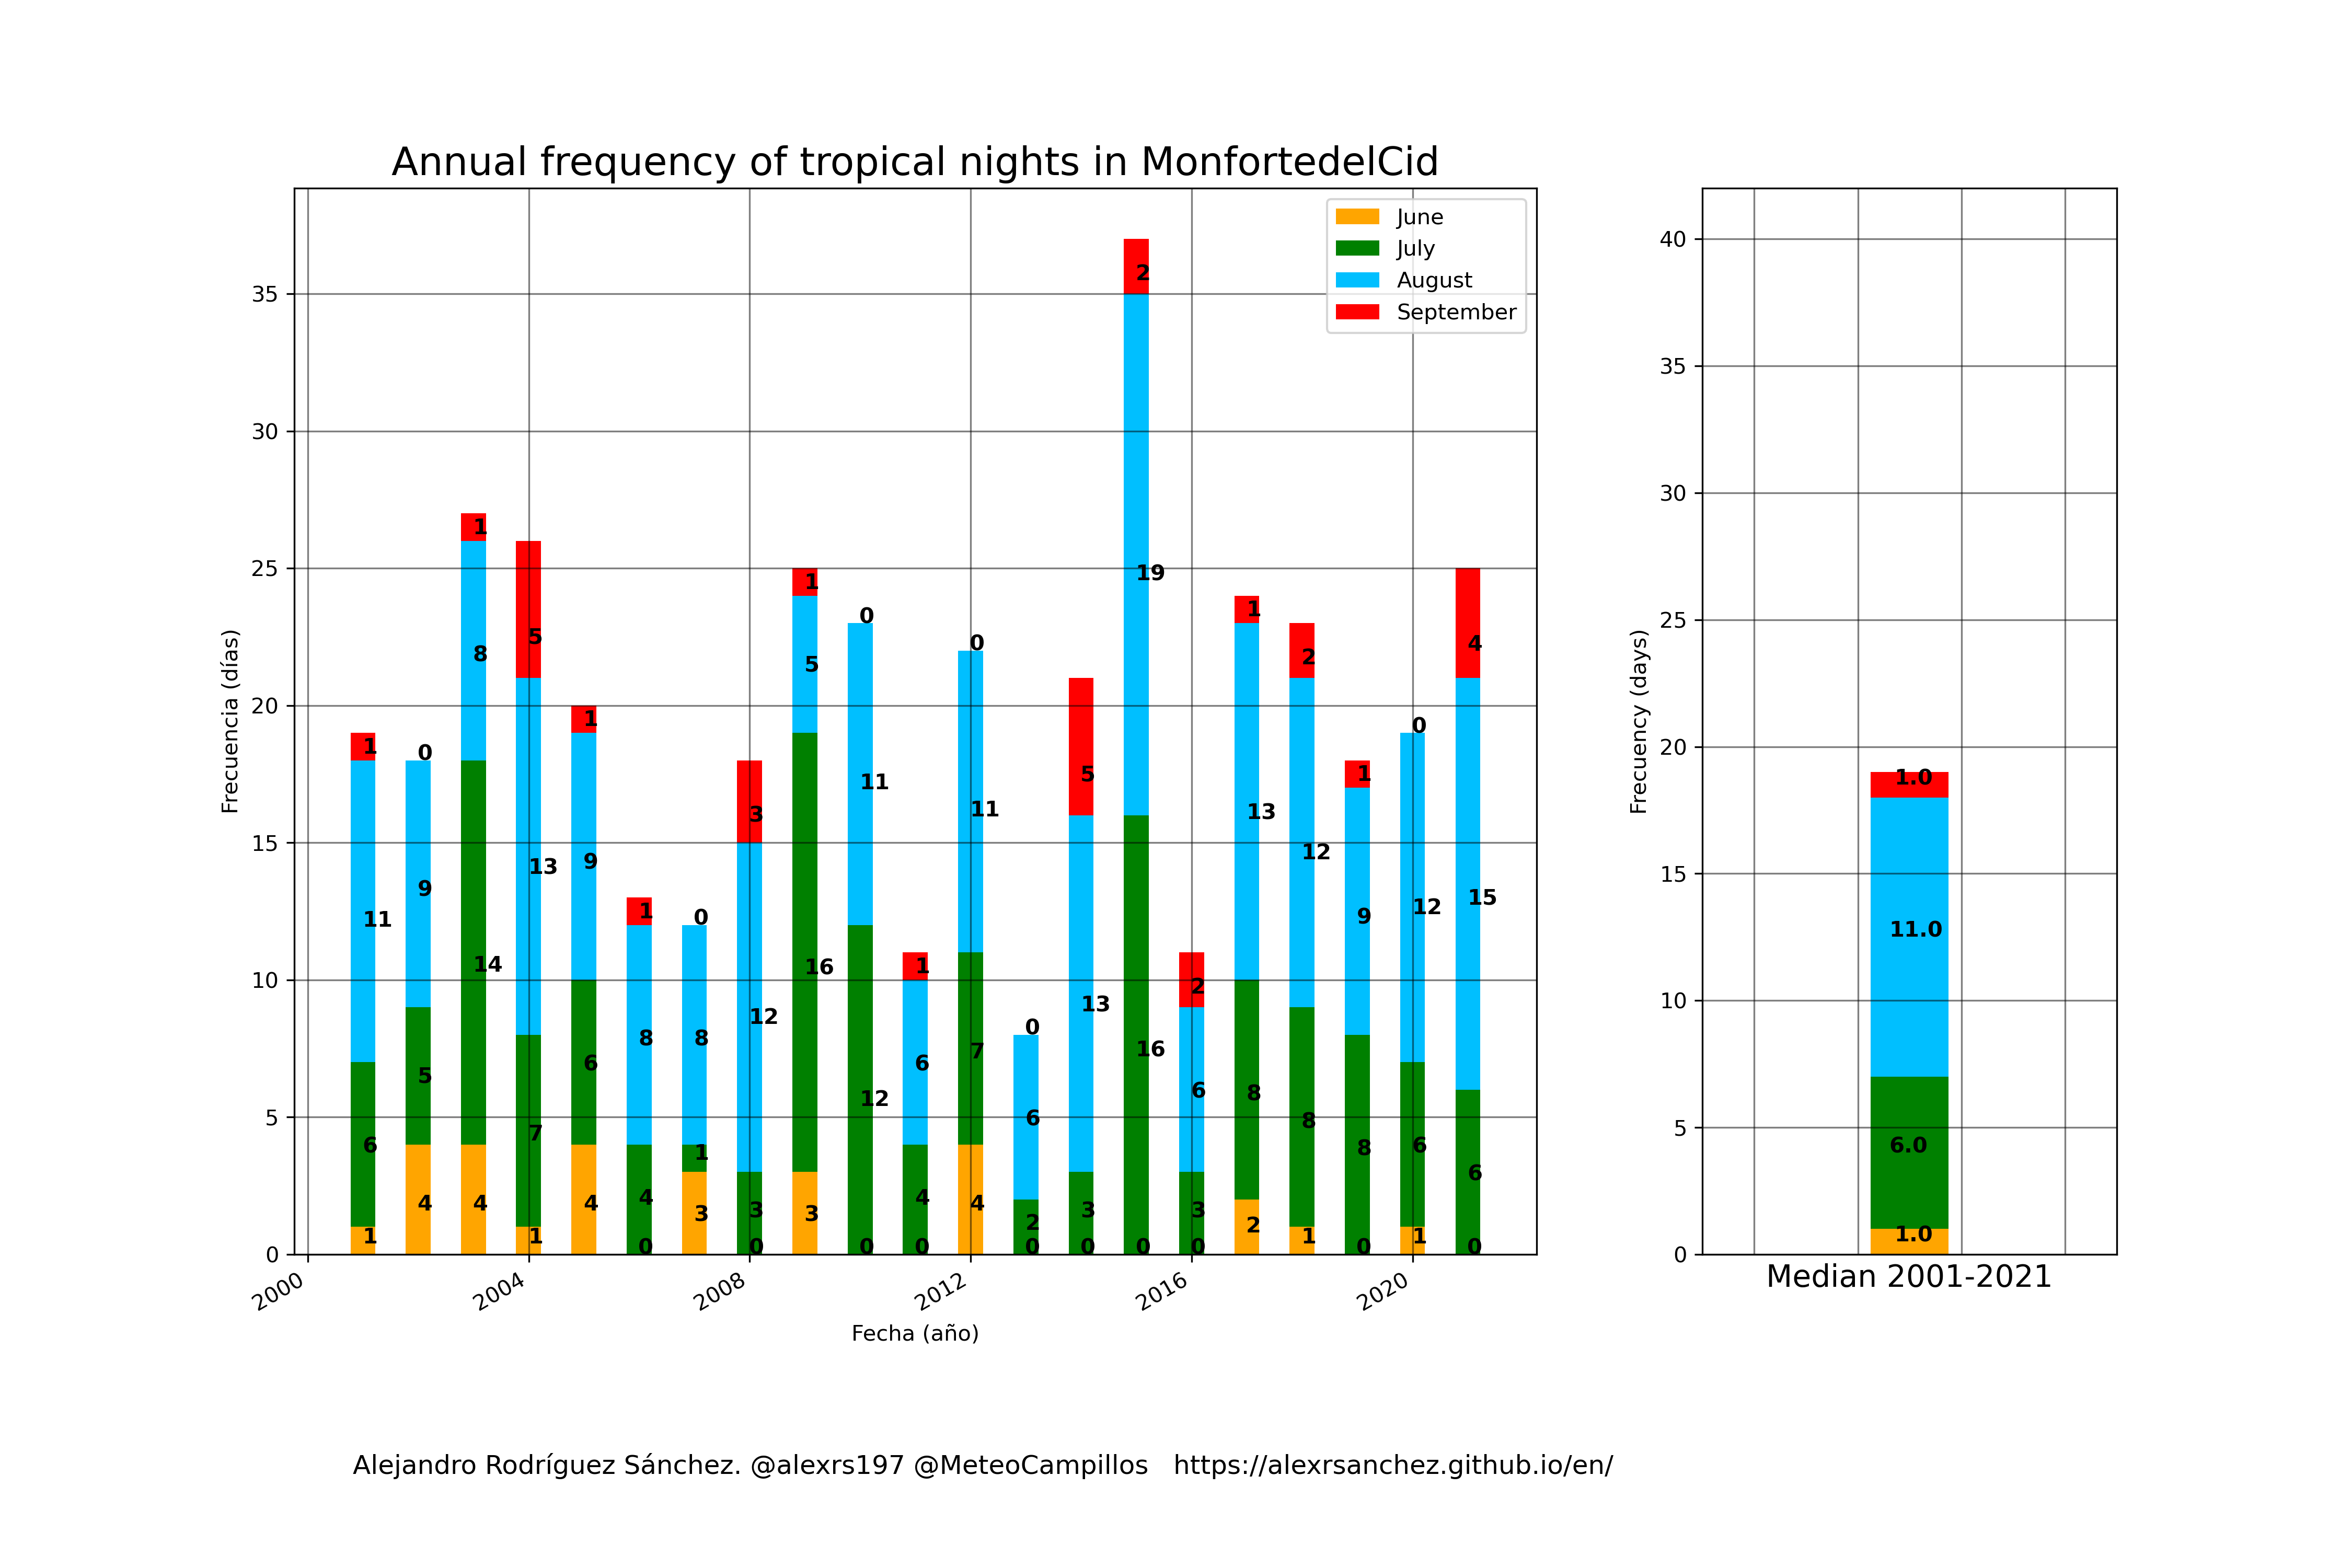 Annual frequency of tropical nights in MonfortedelCid
June
July
August
September
Frecuencia (días)
35
30
25
20
15
10
5
0
1 6 11 1
4 5 9 0
4 14 8 1
1 7 13 5
4 6 9 1
0 4 8 1
3 1 8 0
0 3 12 3
3 16 5 1
0 12 11 0
0 4 6 1
4 7 11 0
0 2 6 0
0 3 13 5
0 16 19 2
0 3 6 2
2 8 13 1
1 8 12 2
0 8 9 1
1 6 12 0
0 6 15 4
2000 2004 2008 2012 2016 2020
Fecha (año)
Frecuency (days)
40
35
30
25
20
15
10
5
0
1.0
11.0
6.0
1.0
Median 2001-2021
Alejandro Rodríguez Sánchez. @alexrs197 @MeteoCampillos https://alexrsanchez.github.io/en/